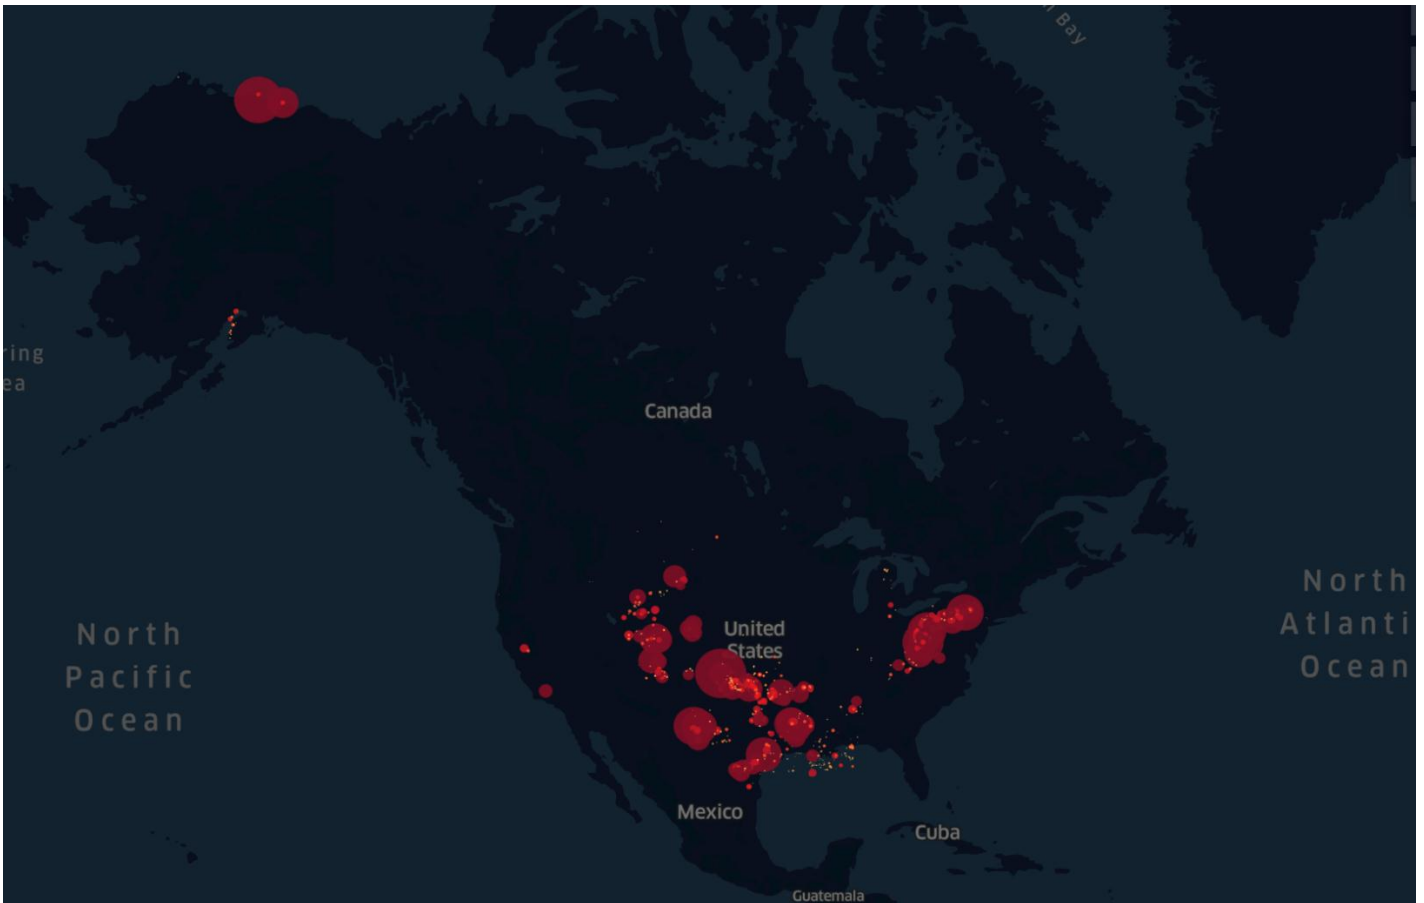 Bay
ring
ea
Canada
North
Pacific
Ocean
United
States
North
Atlanti
Ocean
Mexico
Cuba
Guatemala